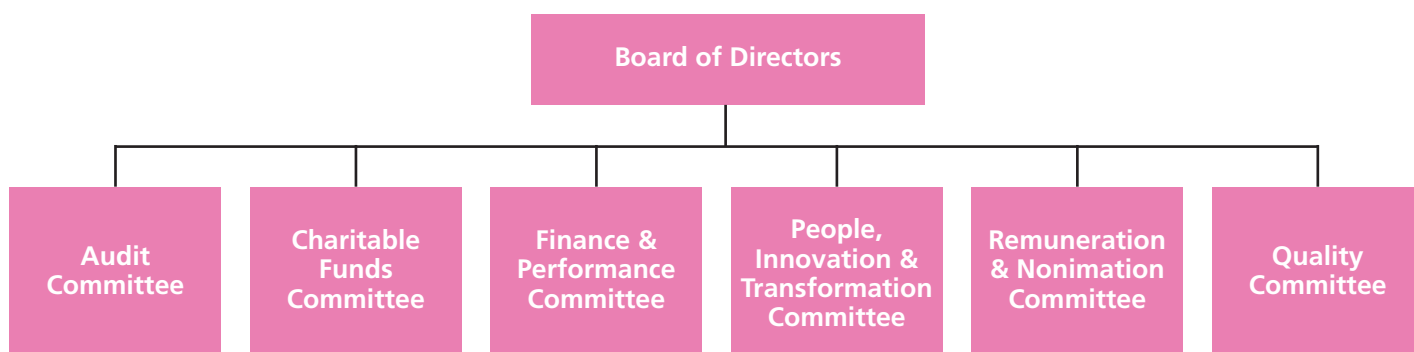 Board of Directors
Audit
Committee
Charitable
Funds
Committee
Finance &
Performance
Committee
People,
Innovation &
Transformation
Committee
Remuneration
& Nonimation
Committee
Quality
Committee